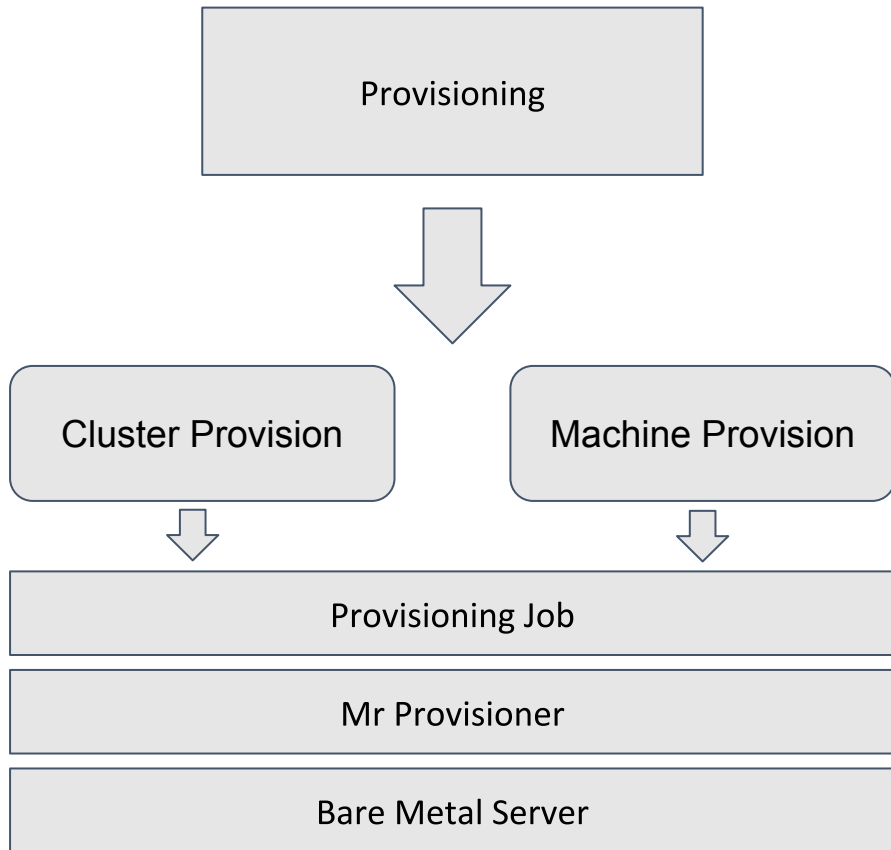 Provisioning
Cluster Provision
Machine Provision
Provisioning Job
Mr Provisioner
Bare Metal Server